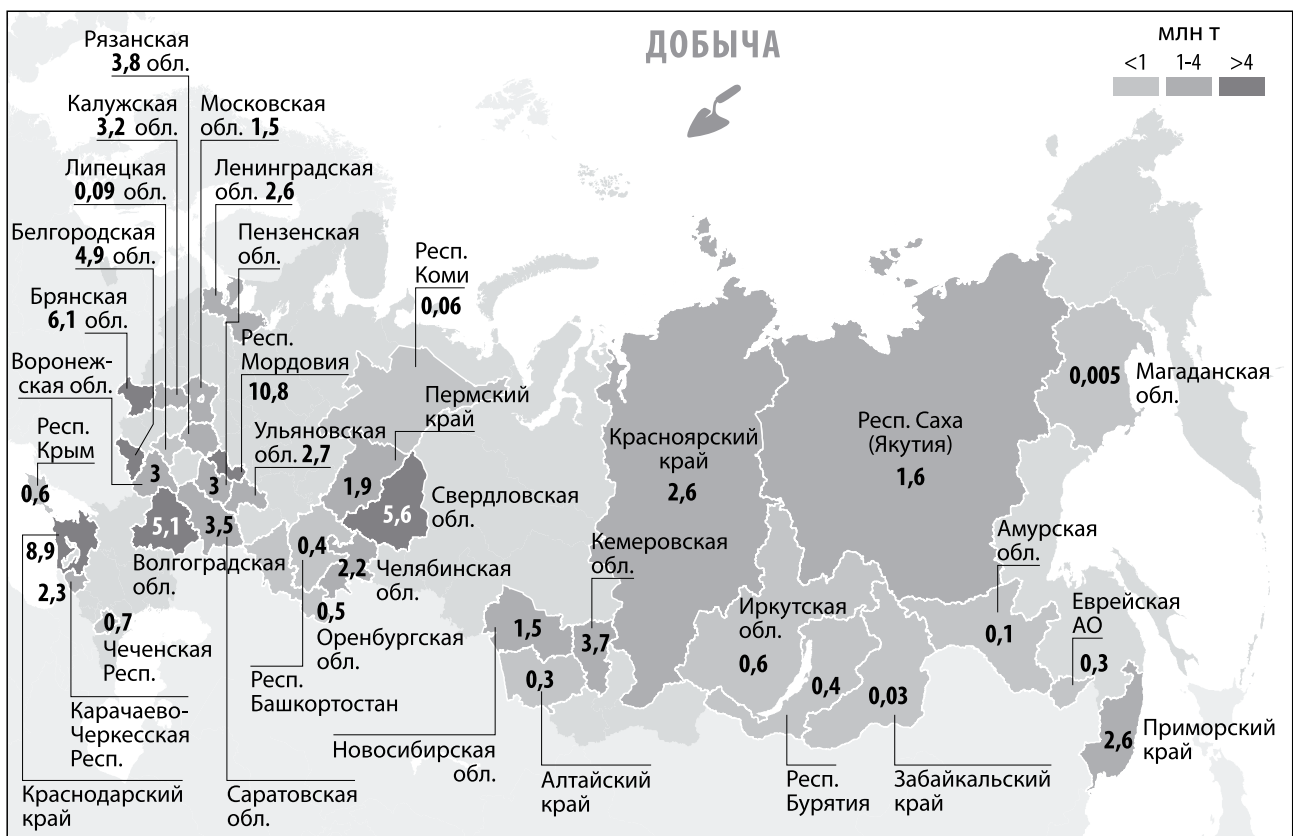 ДОБЫЧА
млн т
<1 1-4 >4
Рязанская
3,8 обл.
Калужская
3,2 обл.
Московская
обл. 1,5
Липецкая
0,09 обл.
Ленинградская
обл. 2,6
Белгородская
4,9 обл.
Пензенская
обл.
Респ.
Коми
0,06
Брянская
6,1 обл.
Респ.
Мордовия
10,8
Воронеж-
ская обл.
Пермский
край
Респ.
Крым
0,6
Ульяновская
обл. 2,7
3
3
1,9
5,1
3,5
5,6
Свердловская
обл.
Красноярский
край
2,6
Респ. Саха
(Якутия)
1,6
0,005
Магаданская
обл.
8,9
2,3
Волгоградская
обл.
0,4
2,2
Челябинская
обл.
0,5
Оренбургская
обл.
Кемеровская
обл.
Амурская
обл.
0,1
Еврейская
АО
0,3
0,7
Чеченская
Респ.
1,5
3,7
0,3
Иркутская
обл.
0,6
0,4
0,03
Респ.
Башкортостан
Карачаево-
Черкесская
Респ.
2,6
Приморский
край
Новосибирская
обл.
Краснодарский
край
Саратовская
обл.
Алтайский
край
Респ.
Бурятия
Забайкальский
край